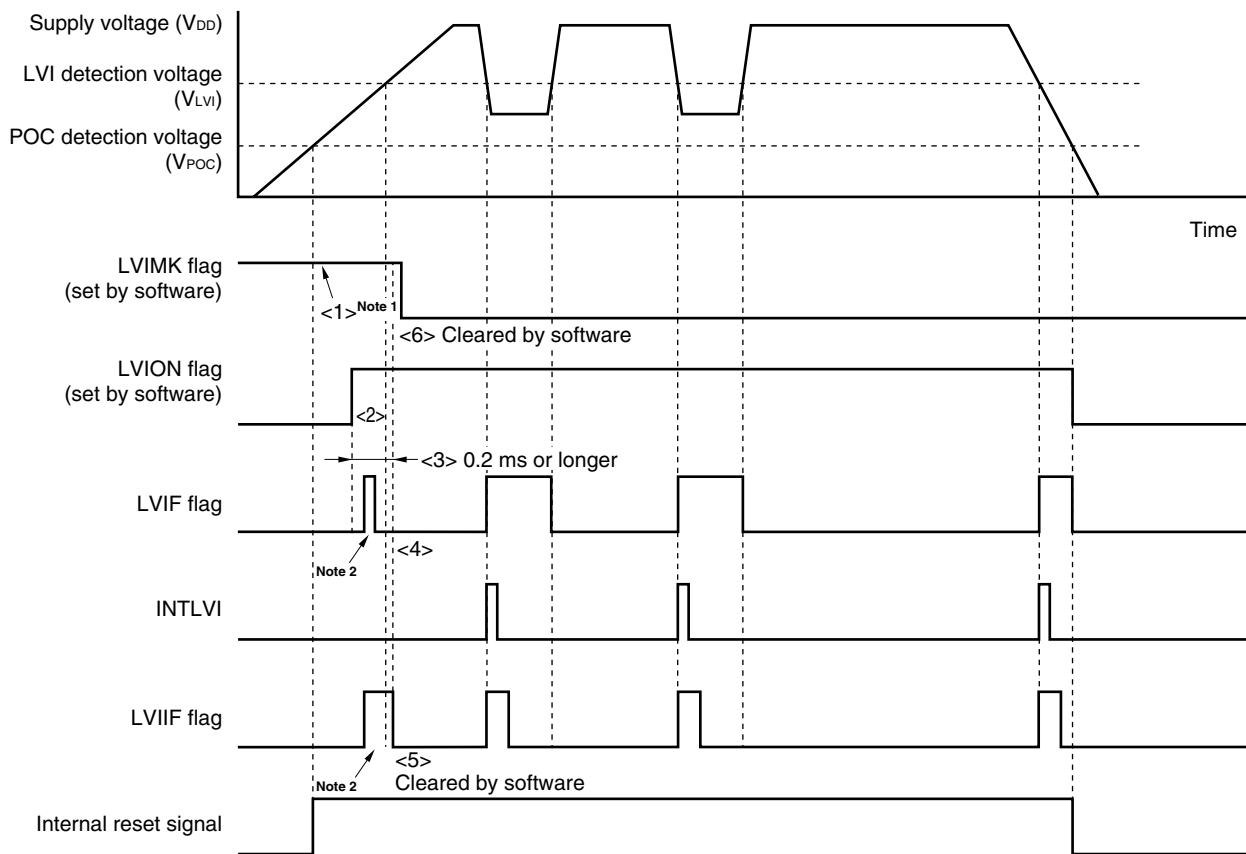 Supply voltage (VDD)
LVI detection voltage
(VLVI)
POC detection voltage
(VPOC)
Time
LVIMK flag
(set by software)
<1> Note 1
<6> Cleared by software
LVION flag
(set by software)
<2>
<3> 0.2 ms or longer
LVIF flag
<4>
Note 2
INTLVI
LVIIF flag
<5>
Cleared by software
Note 2
Internal reset signal